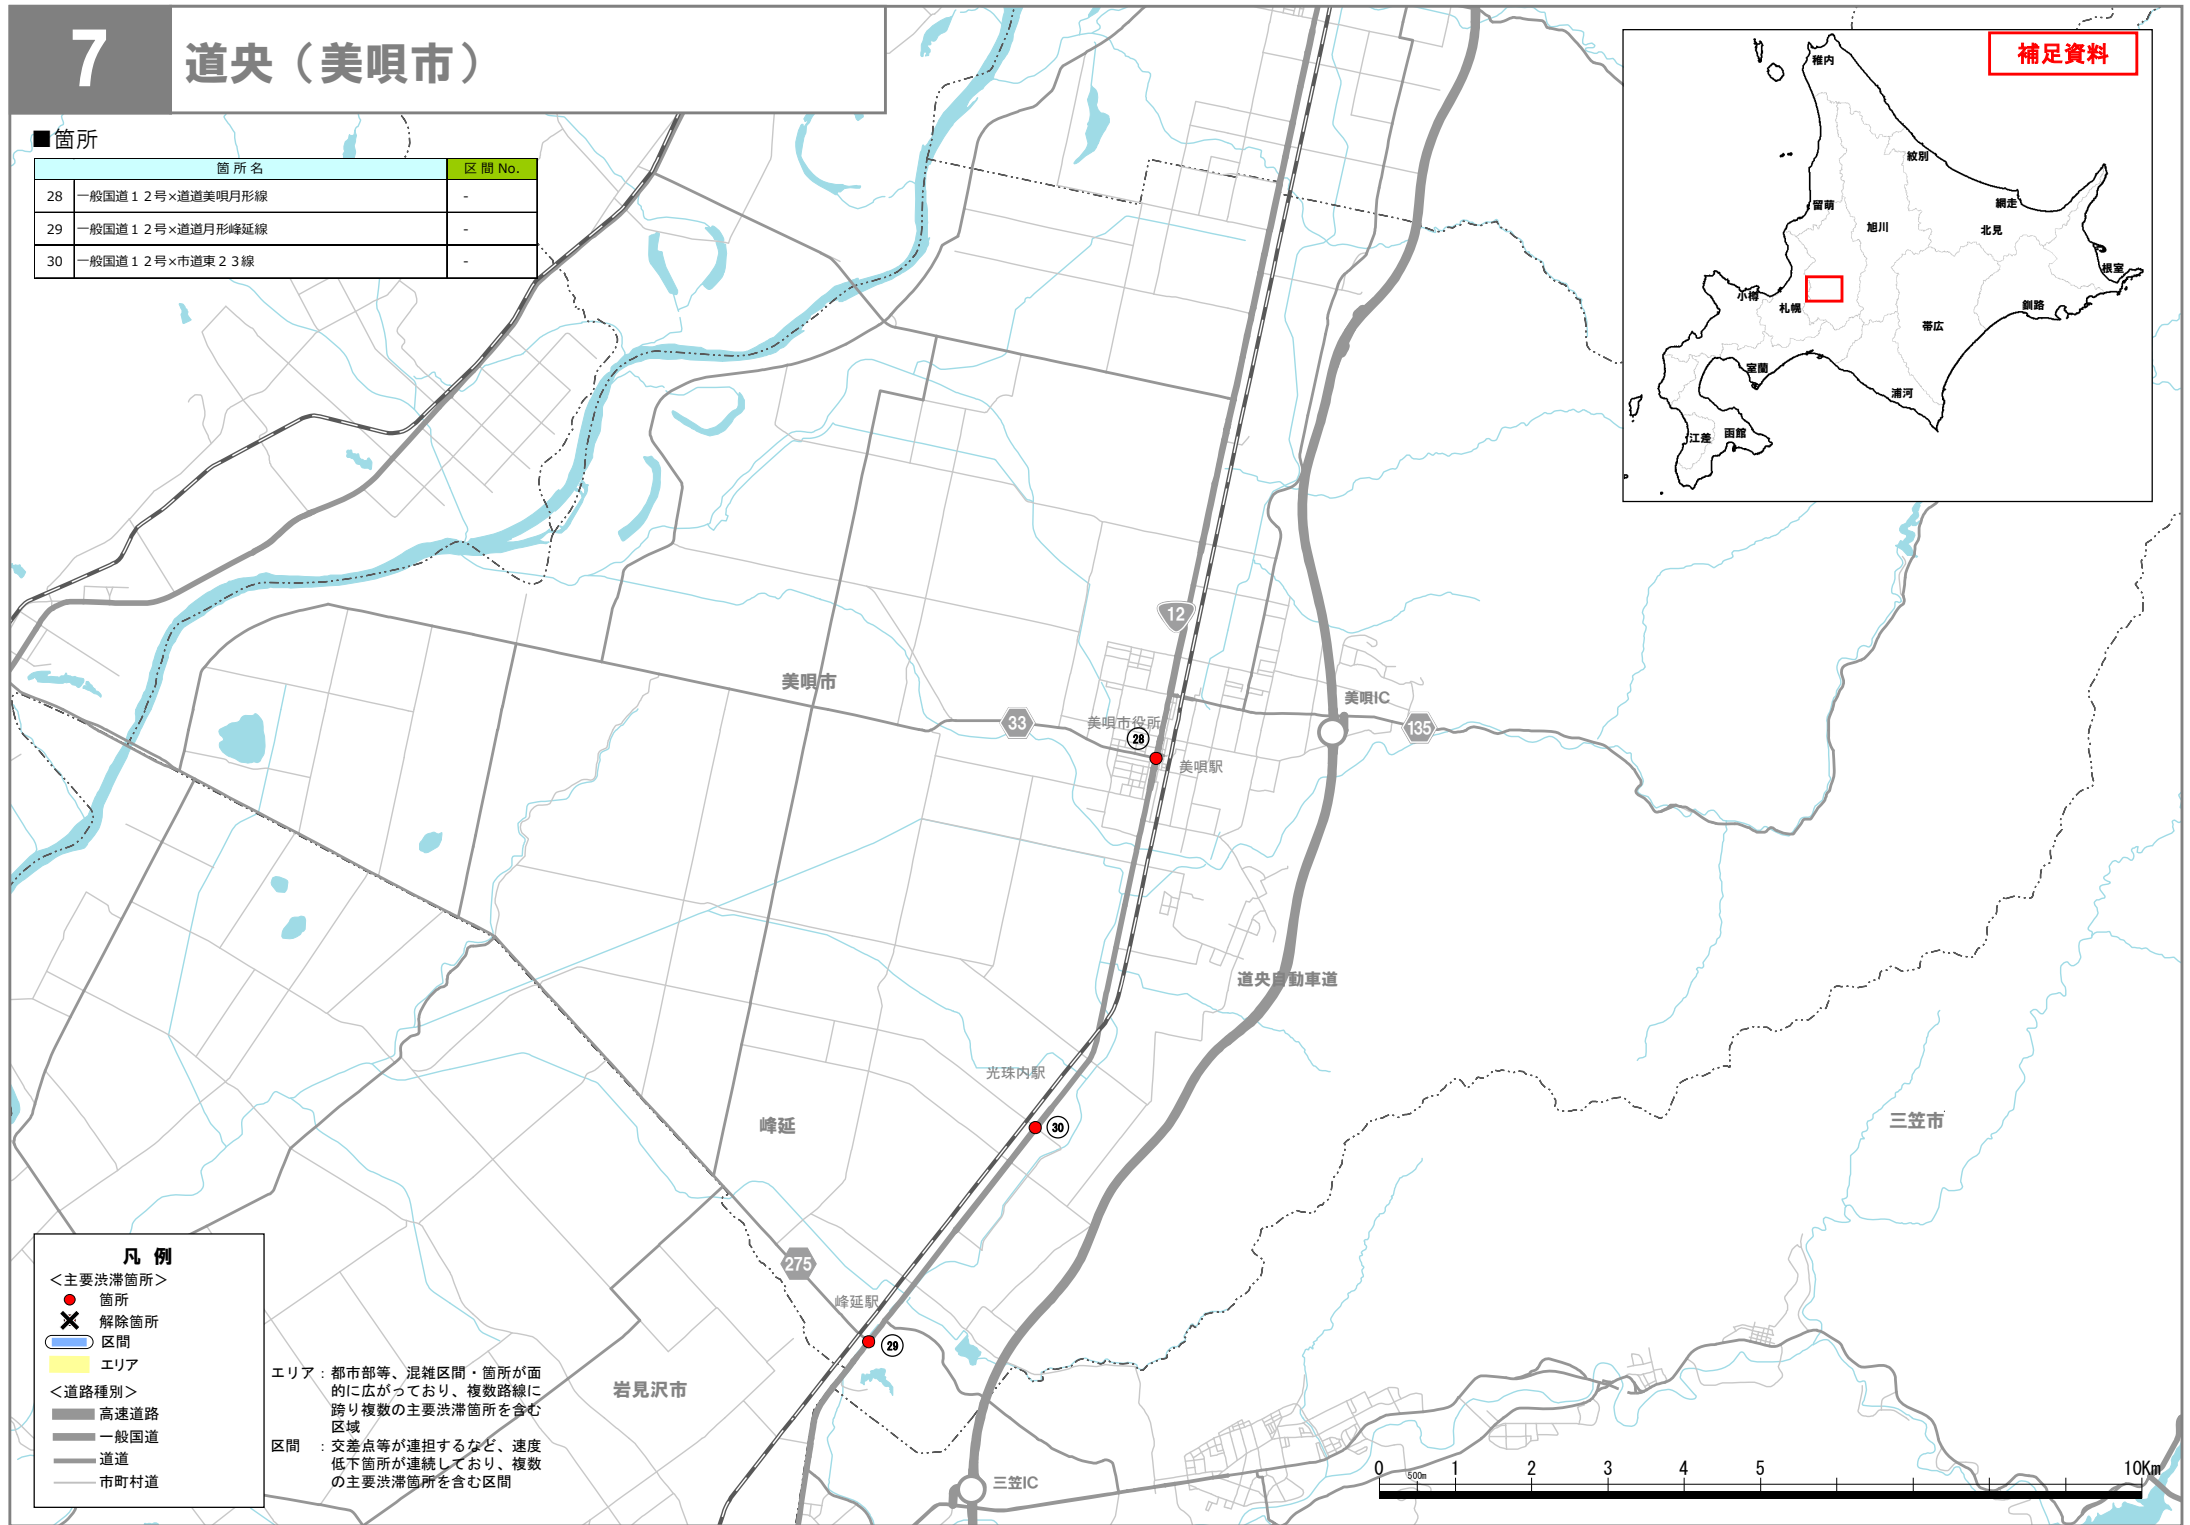 7
道央（美唄市）
補足資料
■箇所
箇所名 区間No.
28 一般国道１２号×道道美唄月形線 -
29 一般国道１２号×道道月形峰延線 -
30 一般国道１２号×市道東２３線 -
稚内
紋別
留萌
網走
旭川
北見
根室
小樽
札幌
釧路
帯広
室蘭
浦河
江差
函館
12
美唄市
美唄IC
33
美唄市役所
135
28
美唄駅
道央自動車道
光珠内駅
峰延
30
三笠市
275
峰延駅
29
岩見沢市
三笠IC
凡 例
＜主要渋滞箇所＞
箇所
解除箇所
区間
エリア
＜道路種別＞
高速道路
一般国道
道道
市町村道
エリア：都市部等、混雑区間・箇所が面
的に広がっており、複数路線に
跨り複数の主要渋滞箇所を含む
区域
区間　：交差点等が連担するなど、速度
低下箇所が連続しており、複数
の主要渋滞箇所を含む区間
0 500m 1 2 3 4 5 10Km